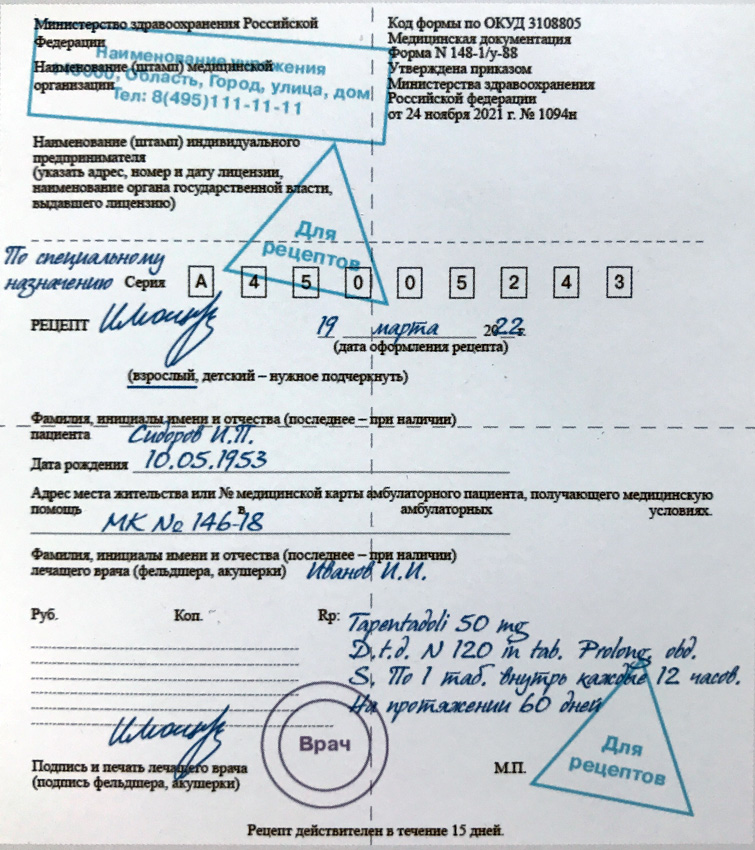 Министерство здравоохранения Российской
Федерации
Наименование (штамп) медицинской
организации
Наименование учреждения
000000, Область, Город, улица, дом
Тел: 8(495)111-11-11
Код формы по ОКУД 3108805
Медицинская документация
Форма N 148-1/у-88
Утверждена приказом
Министерства здравоохранения
Российской федерации
от 24 ноября 2021 г. № 1094н
Наименование (штамп) индивидуального
предпринимателя
(указать адрес, номер и дату лицензии,
наименование органа государственной власти,
выдавшего лицензию)
Для
рецептов
По специальному
назначению Серия А 4 5 0 0 5 2 4 3
РЕЦЕПТ 19 марта 2022г.
(дата оформления рецепта)
(взрослый, детский – нужное подчеркнуть)
Фамилия, инициалы имени и отчества (последнее – при наличии)
пациента Сидоров И.П.
Дата рождения 10.05.1953
Адрес места жительства или № медицинской карты амбулаторного пациента, получающего медицинскую
помощь в амбулаторных условиях.
МК № 146-18
Фамилия, инициалы имени и отчества (последнее – при наличии)
лечащего врача (фельдшера, акушерки) Иванов И.И.
Руб. Коп. Rp: Tapentadoli 50 mg
D.t.d. N 120 in tab. Prolong. obd.
S. По 1 таб. внутрь каждые 12 часов.
На протяжении 60 дней
Врач
Для
рецептов
Подпись и печать лечащего врача
(подпись фельдшера, акушерки)
М.П.
Рецепт действителен в течение 15 дней.